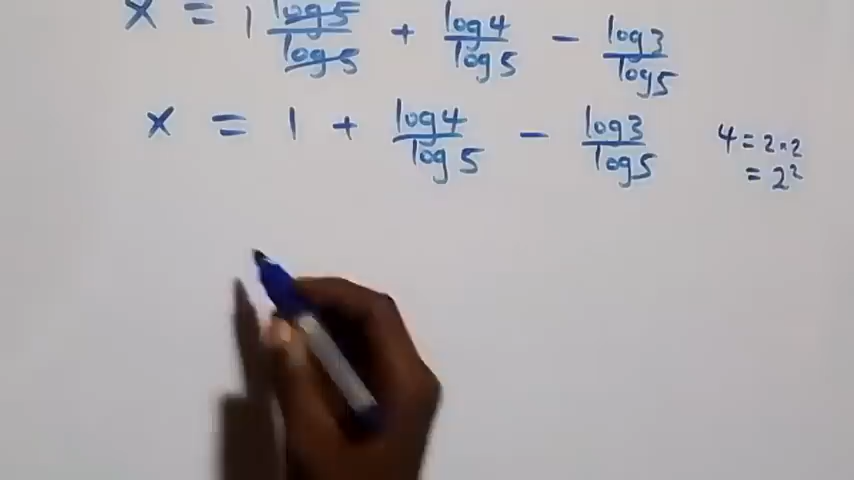 x = 1 log5/log5 + log4/log5 - log3/log5
x = 1 + log4/log5 - log3/log5
4 = 2×2
= 2²